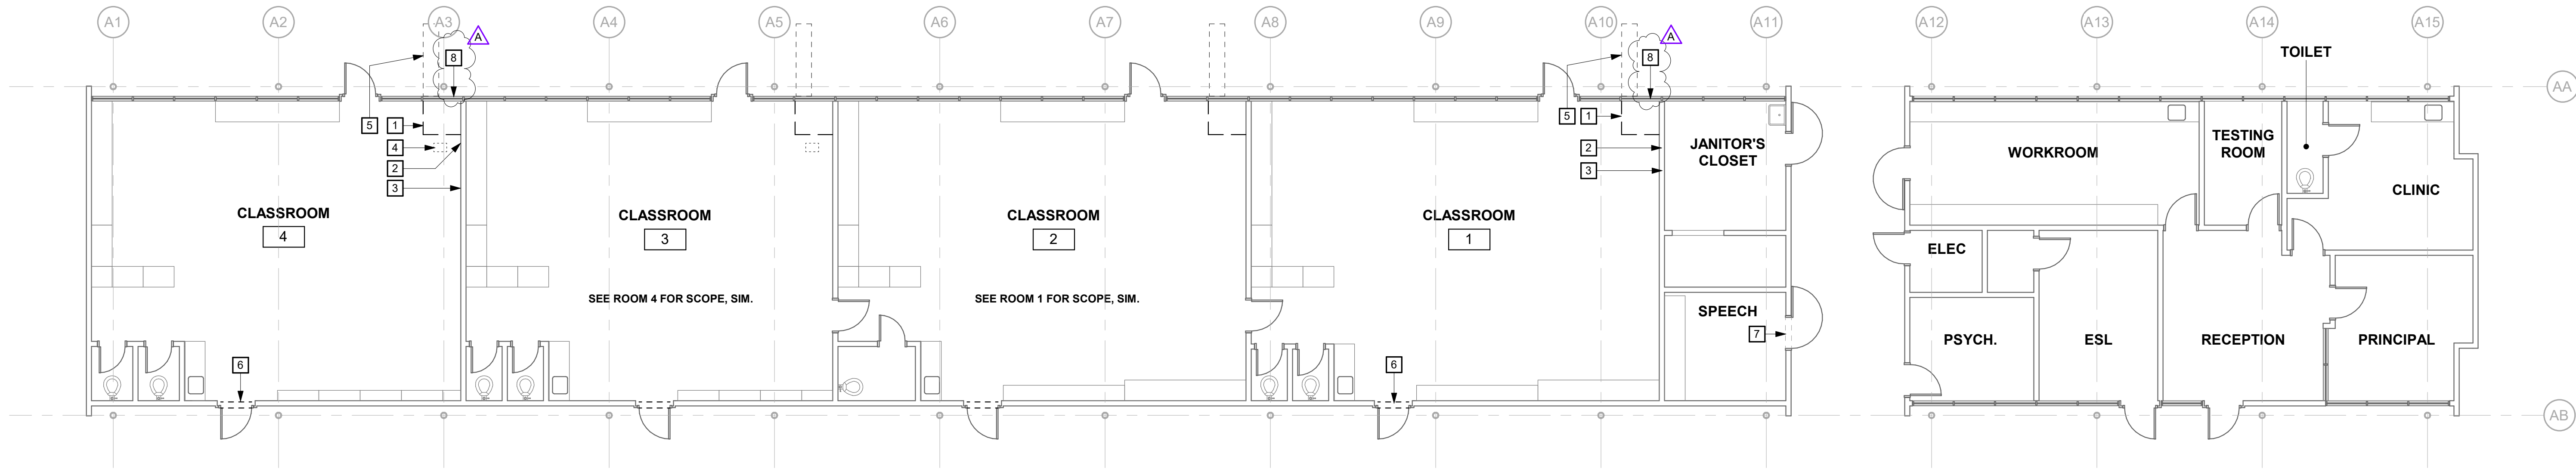 A1 A2 A3 A4 A5 A6 A7 A8 A9 A10 A11 A12 A13 A14 A15
A A
TOILET
8 8
AA
5 1 5 1
4
2 2
3 3
JANITOR'S
CLOSET
WORKROOM
TESTING
ROOM
CLINIC
CLASSROOM
4
CLASSROOM
3
CLASSROOM
2
CLASSROOM
1
ELEC
SEE ROOM 4 FOR SCOPE, SIM.
SEE ROOM 1 FOR SCOPE, SIM.
SPEECH
7
PSYCH.
ESL
RECEPTION
PRINCIPAL
6 6
AB